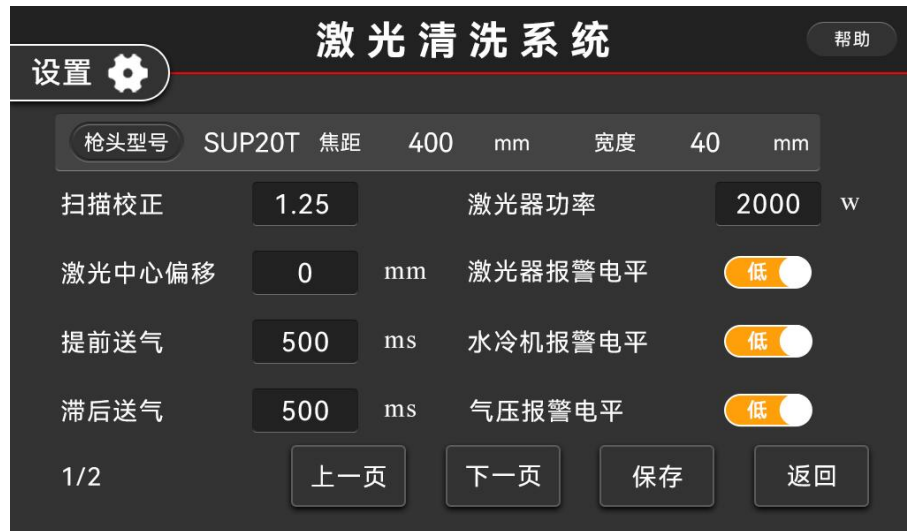 激光清洗系统 帮助
设置
枪头型号 SUP20T 焦距 400 mm 宽度 40 mm
扫描校正 1.25 激光器功率 2000 W
激光中心偏移 0 mm 激光器报警电平 低
提前送气 500 ms 水冷机报警电平 低
滞后送气 500 ms 气压报警电平 低
1/2 上一页 下一页 保存 返回